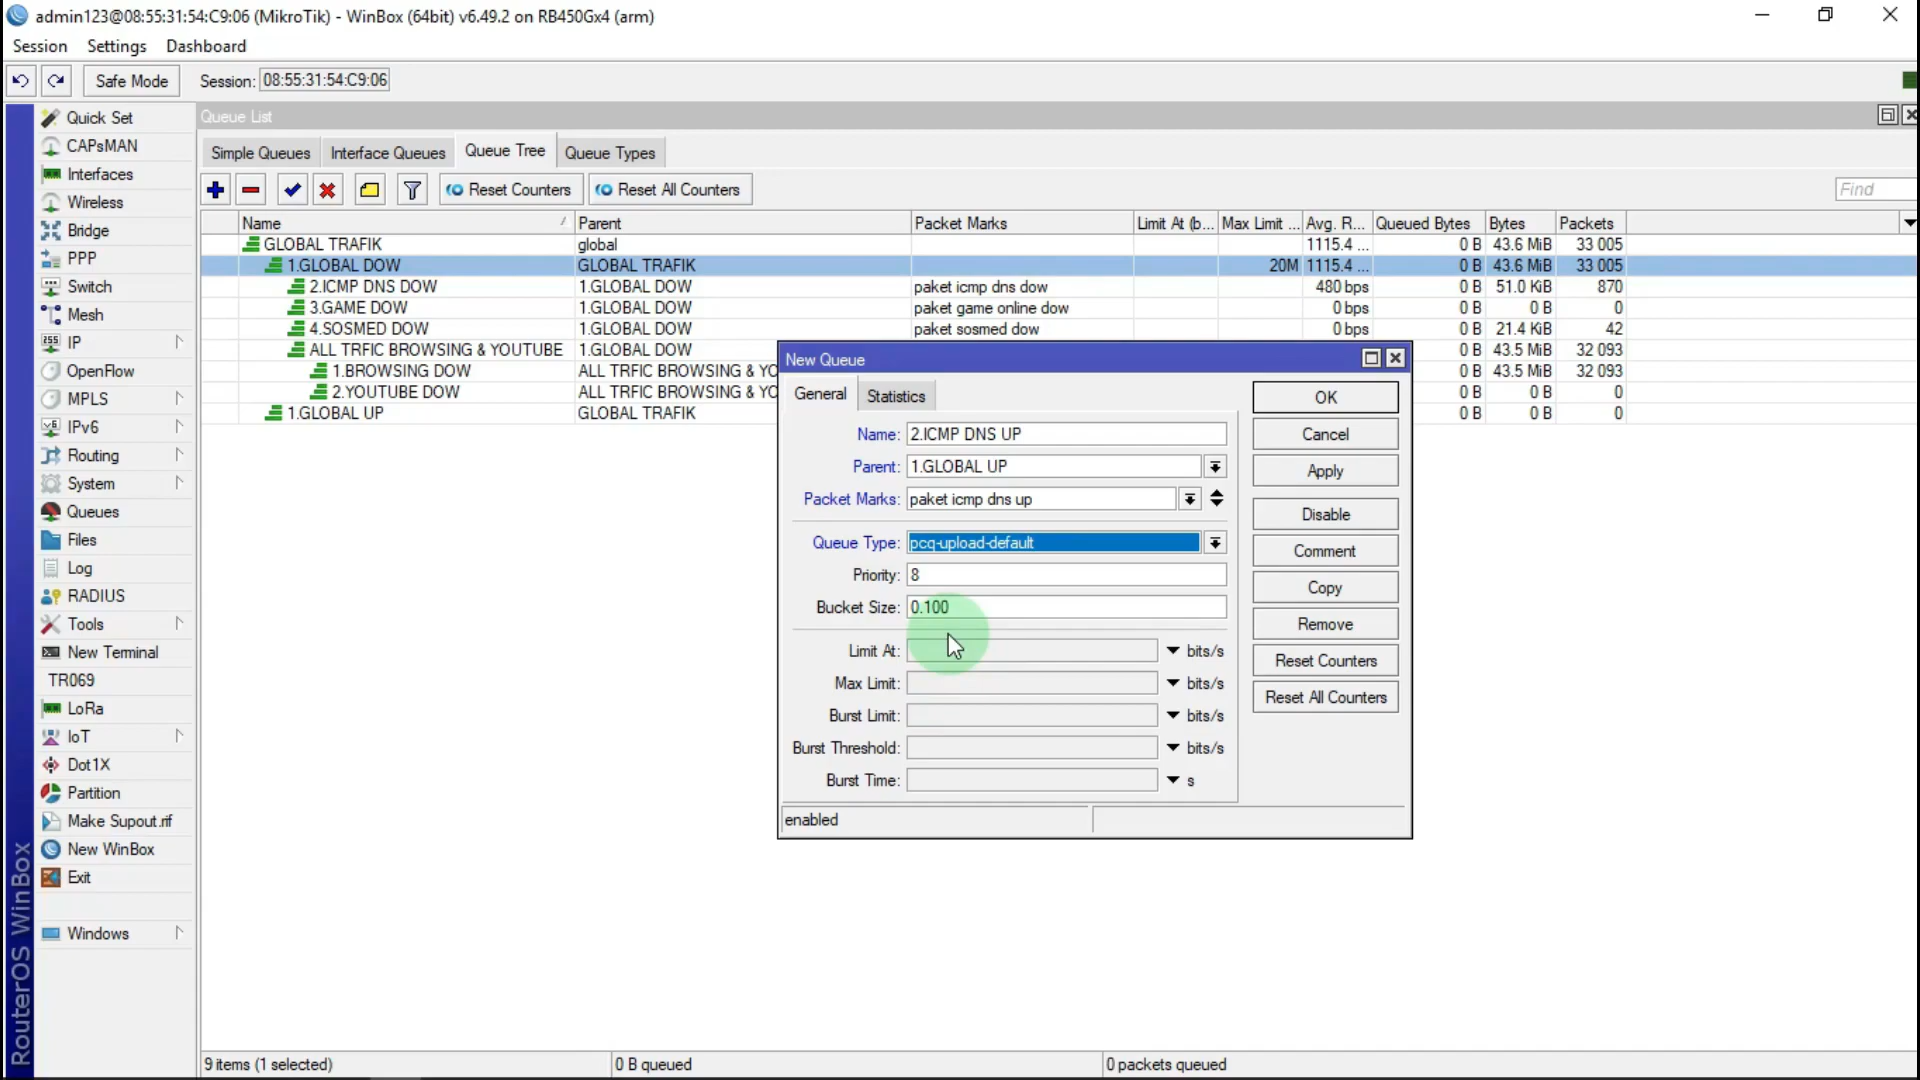 admin123@08:55:31:54:C9:06 (MikroTik) - WinBox (64bit) v6.49.2 on RB450Gx4 (arm)
Session Settings Dashboard
Safe Mode Session: 08:55:31:54:C9:06
Quick Set
CAPsMAN
Interfaces
Wireless
Bridge
PPP
Switch
Mesh
IP
OpenFlow
MPLS
IPv6
Routing
System
Queues
Files
Log
RADIUS
Tools
New Terminal
TR069
LoRa
IoT
Dot1X
Partition
Make Supout.rif
New WinBox
Exit
Windows
RouterOS WinBox
Queue List
Simple Queues Interface Queues Queue Tree Queue Types
Reset Counters Reset All Counters Find
Name Parent Packet Marks Limit At (b... Max Limit ... Avg. R... Queued Bytes Bytes Packets
GLOBAL TRAFIK global 1115.4 ... 0 B 43.6 MiB 33 005
1.GLOBAL DOW GLOBAL TRAFIK 20M 1115.4 ... 0 B 43.6 MiB 33 005
2.ICMP DNS DOW 1.GLOBAL DOW paket icmp dns dow 480 bps 0 B 51.0 KiB 870
3.GAME DOW 1.GLOBAL DOW paket game online dow 0 bps 0 B 0 B 0
4.SOSMED DOW 1.GLOBAL DOW paket sosmed dow 0 bps 0 B 21.4 KiB 42
ALL TRFIC BROWSING & YOUTUBE 1.GLOBAL DOW 0 B 43.5 MiB 32 093
1.BROWSING DOW ALL TRFIC BROWSING & YO 0 B 43.5 MiB 32 093
2.YOUTUBE DOW ALL TRFIC BROWSING & YO 0 B 0 B 0
1.GLOBAL UP GLOBAL TRAFIK 0 B 0 B 0
New Queue
General Statistics
Name: 2.ICMP DNS UP
Parent: 1.GLOBAL UP
Packet Marks: paket icmp dns up
Queue Type: pcq-upload-default
Priority: 8
Bucket Size: 0.100
Limit At: bits/s
Max Limit: bits/s
Burst Limit: bits/s
Burst Threshold: bits/s
Burst Time: s
enabled
OK
Cancel
Apply
Disable
Comment
Copy
Remove
Reset Counters
Reset All Counters
9 items (1 selected) 0 B queued 0 packets queued